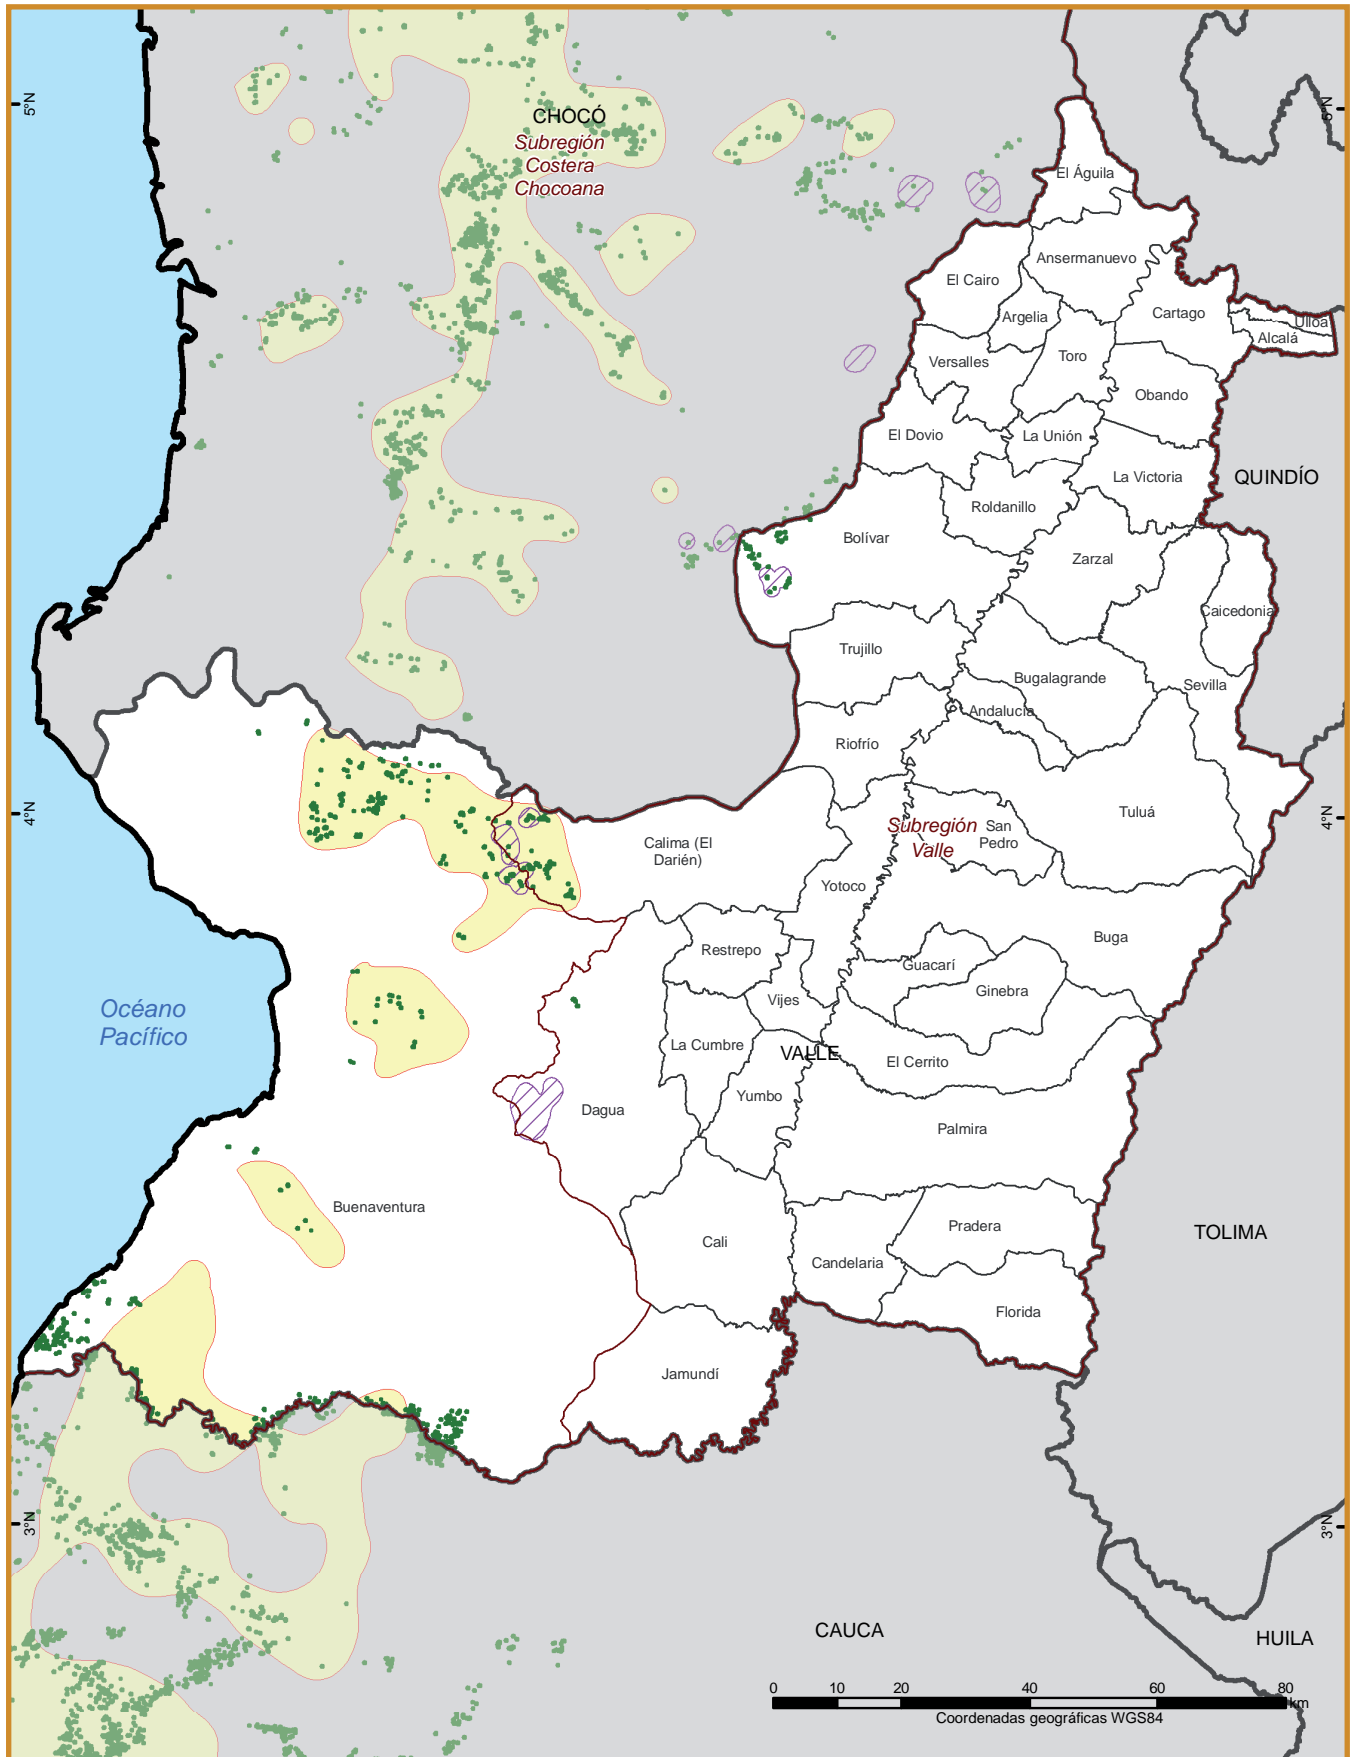 5°N
5°N
CHOCÓ
Subregión
Costera
Chocoana
El Águila
Ansermanuevo
El Cairo
Argelia
Cartago
Ulloa
Alcalá
Versalles
Toro
Obando
El Dovio
La Unión
La Victoria
QUINDÍO
Roldanillo
Bolívar
Zarzal
Caicedonia
Trujillo
Bugalagrande
Sevilla
Andalucía
Riofrío
4°N
4°N
Tuluá
Subregión
Valle
San
Pedro
Calima (El
Darién)
Yotoco
Buga
Restrepo
Guacarí
Ginebra
Vijes
Océano
Pacífico
La Cumbre
VALLE
El Cerrito
Yumbo
Dagua
Palmira
Buenaventura
Pradera
TOLIMA
Cali
Candelaria
Florida
Jamundí
3°N
3°N
CAUCA
HUILA
0 10 20 40 60 80
km
Coordenadas geográficas WGS84